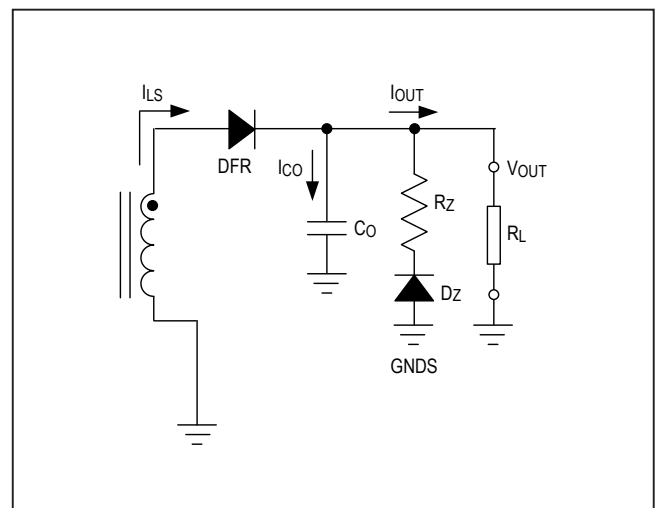 ILS
IOUT
DFR
ICO
VOUT
RZ
CO
RL
DZ
GNDS